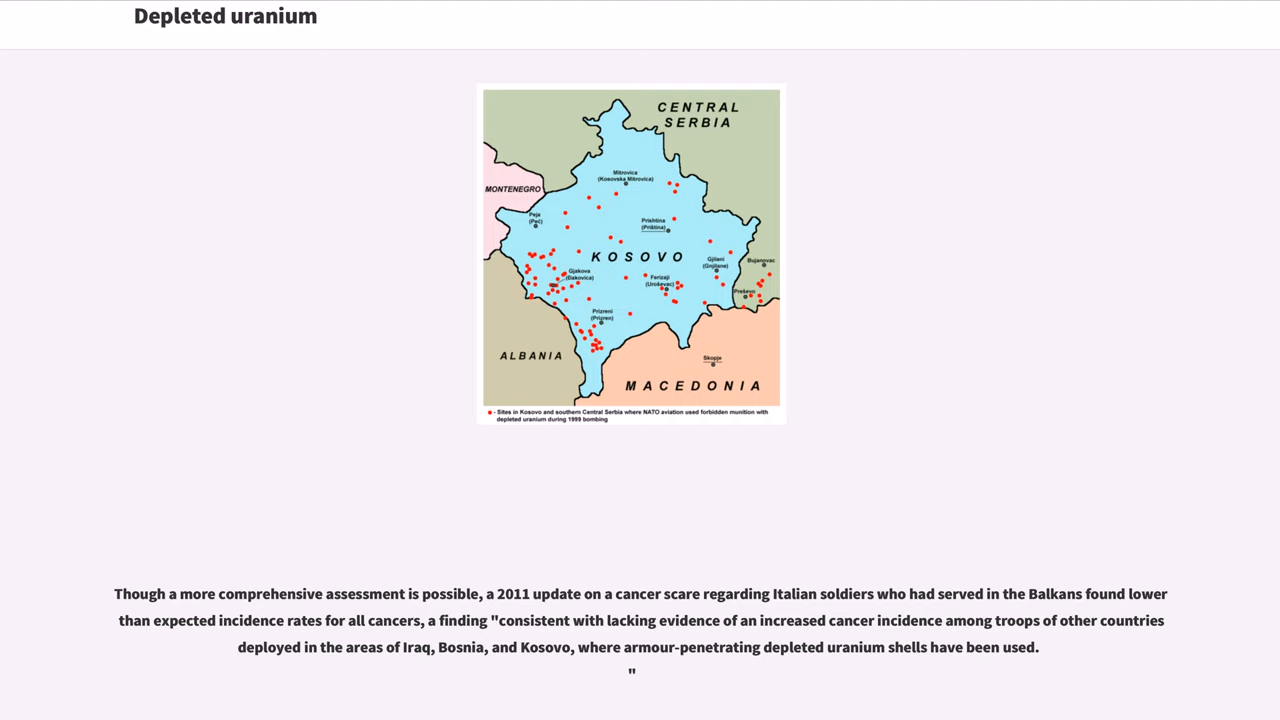 Depleted uranium
CENTRAL
SERBIA
Mitrovica
(Kosovska Mitrovica)
MONTENEGRO
Peja
(Peć)
Prishtina
(Priština)
KOSOVO
Gjilani
(Gnjilane)
Bujanovac
Gjakova
(Đakovica)
Ferizaji
(Uroševac)
Preševo
Prizreni
(Prizren)
ALBANIA
Skopje
MACEDONIA
- Sites in Kosovo and southern Central Serbia where NATO aviation used forbidden munition with
depleted uranium during 1999 bombing
Though a more comprehensive assessment is possible, a 2011 update on a cancer scare regarding Italian soldiers who had served in the Balkans found lower
than expected incidence rates for all cancers, a finding "consistent with lacking evidence of an increased cancer incidence among troops of other countries
deployed in the areas of Iraq, Bosnia, and Kosovo, where armour-penetrating depleted uranium shells have been used.
"